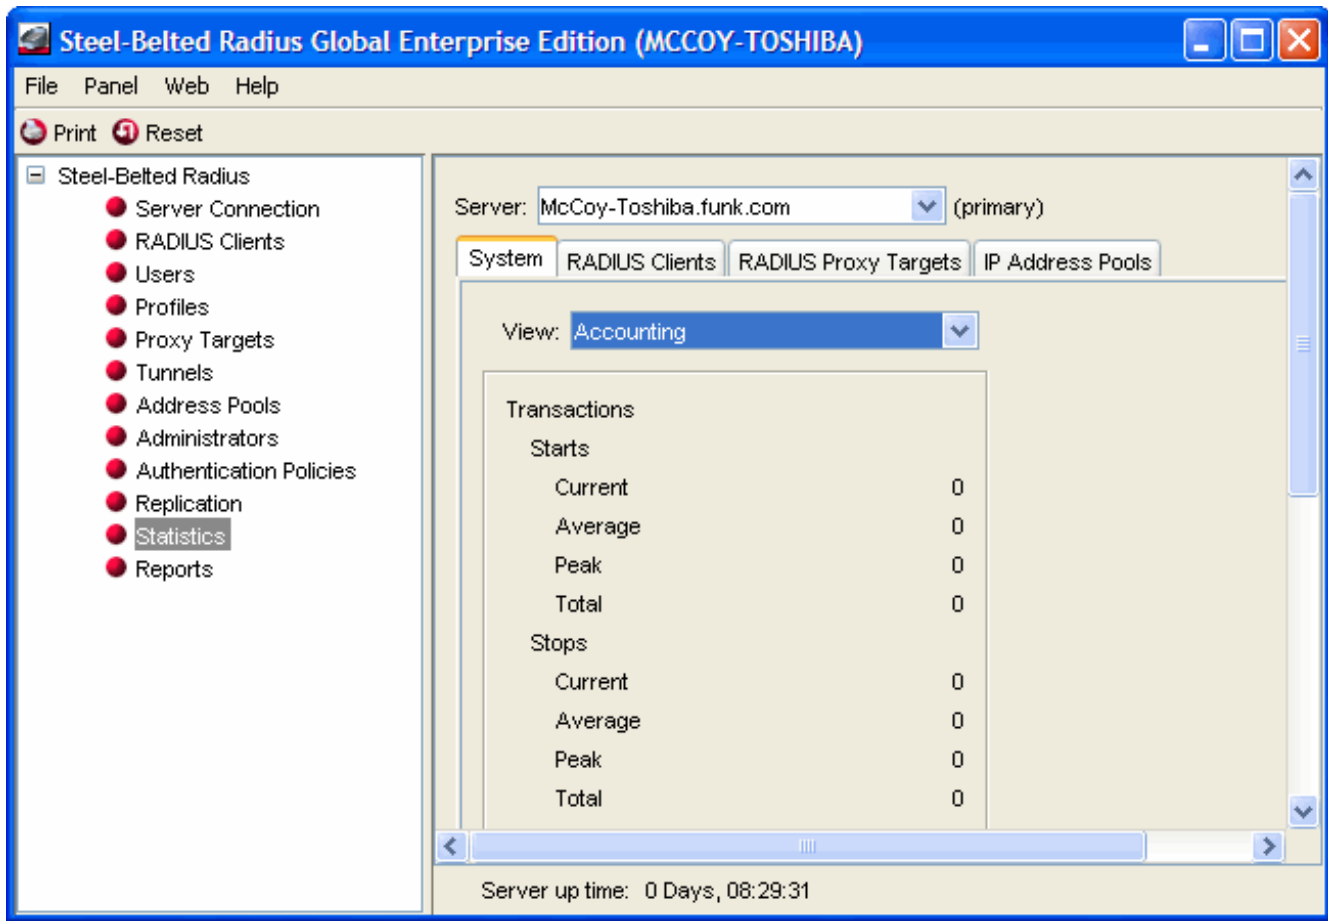 Steel-Belted Radius Global Enterprise Edition (MCCOY-TOSHIBA)
File Panel Web Help
Print Reset
Steel-Belted Radius
Server Connection
RADIUS Clients
Users
Profiles
Proxy Targets
Tunnels
Address Pools
Administrators
Authentication Policies
Replication
Statistics
Reports
Server: McCoy-Toshiba.funk.com (primary)
System RADIUS Clients RADIUS Proxy Targets IP Address Pools
View: Accounting
Transactions
Starts
Current 0
Average 0
Peak 0
Total 0
Stops
Current 0
Average 0
Peak 0
Total 0
Server up time: 0 Days, 08:29:31